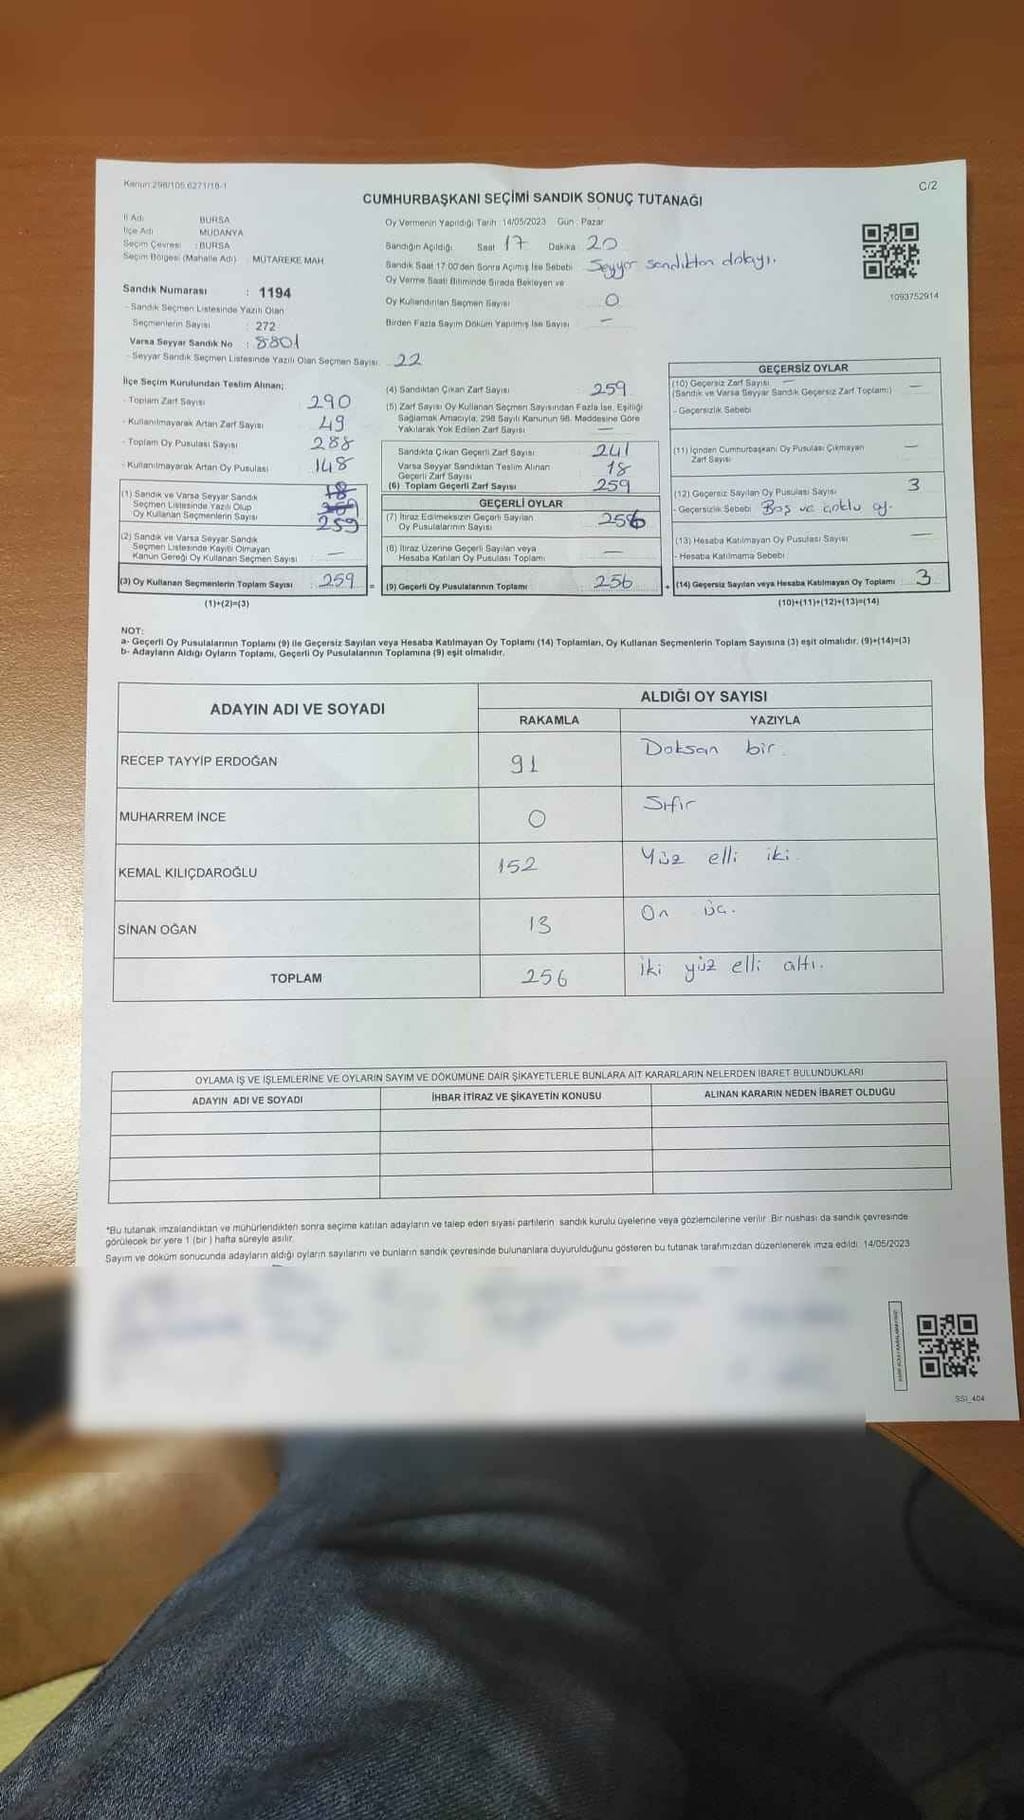 Kanun:298/105,6271/18-1
C/2
CUMHURBAŞKANI SEÇİMİ SANDIK SONUÇ TUTANAĞI
İl Adı : BURSA
İlçe Adı : MUDANYA
Seçim Çevresi : BURSA
Seçim Bölgesi (Mahalle Adı) : MÜTAREKE MAH
Sandık Numarası : 1194
- Sandık Seçmen Listesinde Yazılı Olan
Seçmenlerin Sayısı : 272
Varsa Seyyar Sandık No : 8801
- Seyyar Sandık Seçmen Listesinde Yazılı Olan Seçmen Sayısı : 22
Oy Vermenin Yapıldığı Tarih : 14/05/2023 Gün : Pazar
Sandığın Açıldığı Saat 17 Dakika 20
Sandık Saat 17:00'den Sonra Açımış İse Sebebi Seyyar sandıktan dolayı.
Oy Verme Saati Bitiminde Sırada Bekleyen ve
Oy Kullandırılan Seçmen Sayısı 0
Birden Fazla Sayım Döküm Yapılmış İse Sayısı —
1093752914
İlçe Seçim Kurulundan Teslim Alınan;
- Toplam Zarf Sayısı 290
- Kullanılmayarak Artan Zarf Sayısı 49
- Toplam Oy Pusulası Sayısı 288
- Kullanılmayarak Artan Oy Pusulası 148
(1) Sandık ve Varsa Seyyar Sandık
Seçmen Listesinde Yazılı Olup
Oy Kullanan Seçmenlerin Sayısı 259
(2) Sandık ve Varsa Seyyar Sandık
Seçmen Listesinde Kayıtlı Olmayan
Kanun Gereği Oy Kullanan Seçmen Sayısı —
(3) Oy Kullanan Seçmenlerin Toplam Sayısı : 259 =
(1)+(2)=(3)
(4) Sandıktan Çıkan Zarf Sayısı 259
(5) Zarf Sayısı Oy Kullanan Seçmen Sayısından Fazla İse, Eşitliği
Sağlamak Amacıyla, 298 Sayılı Kanunun 98. Maddesine Göre
Yakılarak Yok Edilen Zarf Sayısı —
Sandıkta Çıkan Geçerli Zarf Sayısı 241
Varsa Seyyar Sandıktan Teslim Alınan
Geçerli Zarf Sayısı 18
(6) Toplam Geçerli Zarf Sayısı 259
GEÇERLİ OYLAR
(7) İtiraz Edilmeksizin Geçerli Sayılan
Oy Pusulalarının Sayısı 256
(8) İtiraz Üzerine Geçerli Sayılan veya
Hesaba Katılan Oy Pusulası Toplamı —
(9) Geçerli Oy Pusulalarının Toplamı 256 +
GEÇERSİZ OYLAR
(10) Geçersiz Zarf Sayısı —
(Sandık ve Varsa Seyyar Sandık Geçersiz Zarf Toplamı) —
- Geçersizlik Sebebi
(11) İçinden Cumhurbaşkanı Oy Pusulası Çıkmayan
Zarf Sayısı —
(12) Geçersiz Sayılan Oy Pusulası Sayısı 3
- Geçersizlik Sebebi Boş ve çoklu oy.
(13) Hesaba Katılmayan Oy Pusulası Sayısı —
- Hesaba Katılmama Sebebi
(14) Geçersiz Sayılan veya Hesaba Katılmayan Oy Toplamı 3
(10)+(11)+(12)+(13)=(14)
NOT:
a- Geçerli Oy Pusulalarının Toplamı (9) ile Geçersiz Sayılan veya Hesaba Katılmayan Oy Toplamı (14) Toplamları, Oy Kullanan Seçmenlerin Toplam Sayısına (3) eşit olmalıdır. (9)+(14)=(3)
b- Adayların Aldığı Oyların Toplamı, Geçerli Oy Pusulalarının Toplamına (9) eşit olmalıdır.
ADAYIN ADI VE SOYADI
ALDIĞI OY SAYISI
RAKAMLA YAZIYLA
RECEP TAYYİP ERDOĞAN 91 Doksan bir.
MUHARREM İNCE 0 Sıfır
KEMAL KILIÇDAROĞLU 152 Yüz elli iki.
SİNAN OĞAN 13 On üç.
TOPLAM 256 iki yüz elli altı.
OYLAMA İŞ VE İŞLEMLERİNE VE OYLARIN SAYIM VE DÖKÜMÜNE DAİR ŞİKAYETLERLE BUNLARA AİT KARARLARIN NELERDEN İBARET BULUNDUKLARI
ADAYIN ADI VE SOYADI İHBAR İTİRAZ VE ŞİKAYETİN KONUSU ALINAN KARARIN NEDEN İBARET OLDUĞU
*Bu tutanak imzalandıktan ve mühürlendikten sonra seçime katılan adayların ve talep eden siyasi partilerin sandık kurulu üyelerine veya gözlemcilerine verilir. Bir nüshası da sandık çevresinde
görülecek bir yere 1 (bir ) hafta süreyle asılır.
Sayım ve döküm sonucunda adayların aldığı oyların sayılarını ve bunların sandık çevresinde bulunanlara duyurulduğunu gösteren bu tutanak tarafımızdan düzenlenerek imza edildi. 14/05/2023
SSI_404